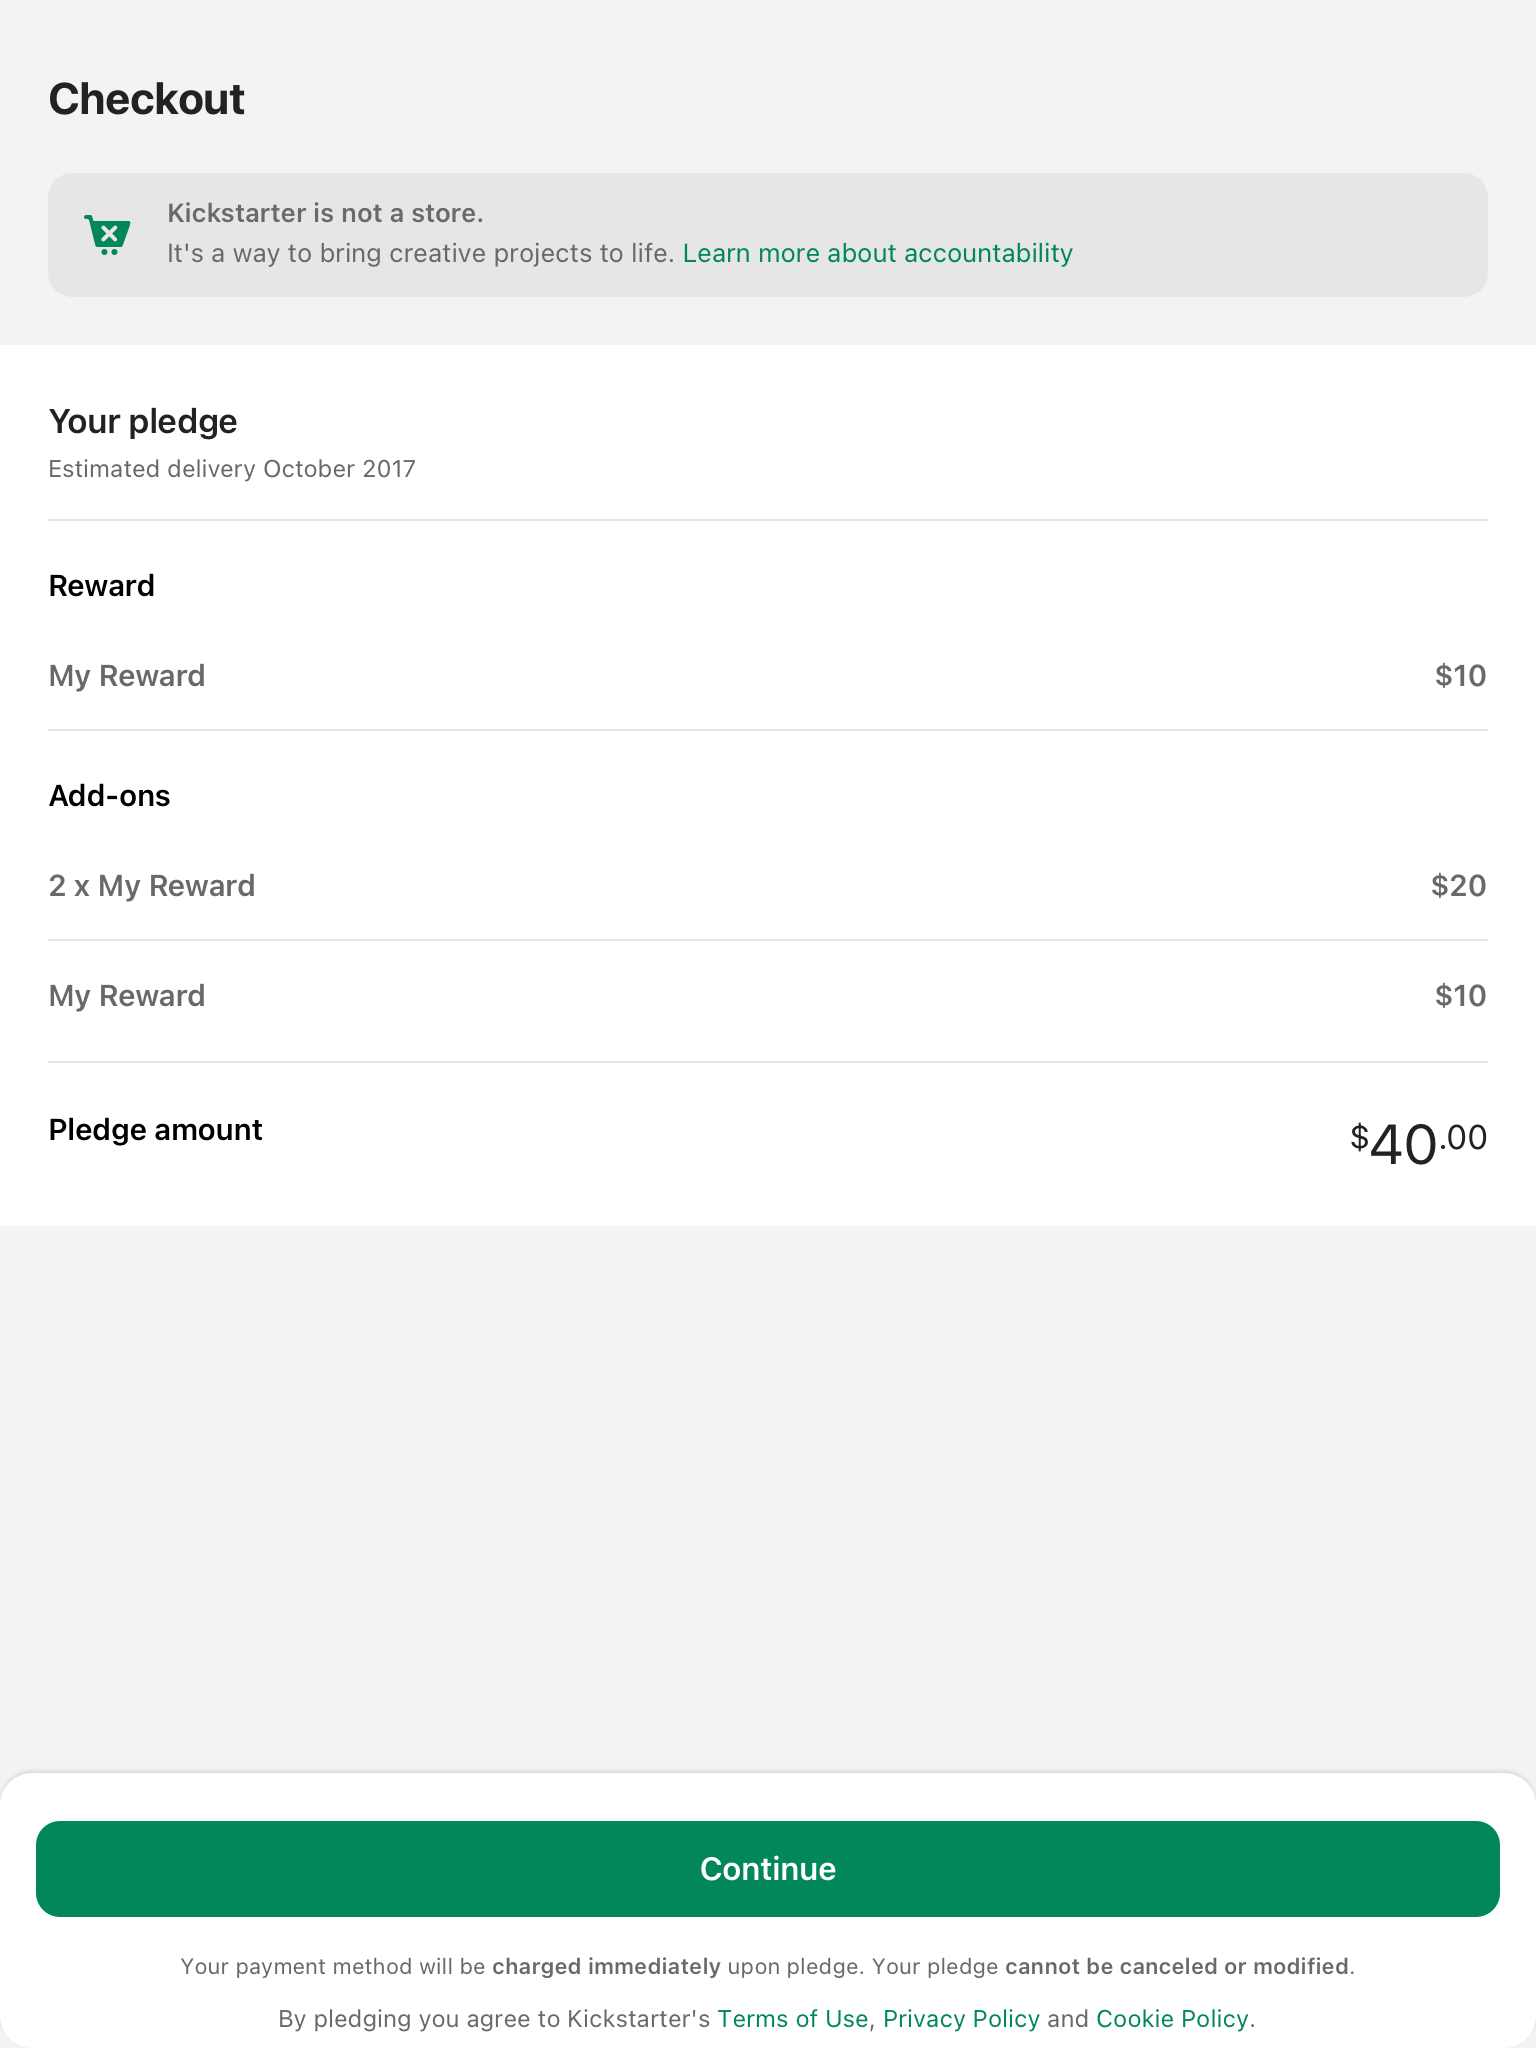 Checkout
Kickstarter is not a store.
It's a way to bring creative projects to life. Learn more about accountability
Your pledge
Estimated delivery October 2017
Reward
My Reward $10
Add-ons
2 x My Reward $20
My Reward $10
Pledge amount $40.00
Continue
Your payment method will be charged immediately upon pledge. Your pledge cannot be canceled or modified.
By pledging you agree to Kickstarter's Terms of Use, Privacy Policy and Cookie Policy.